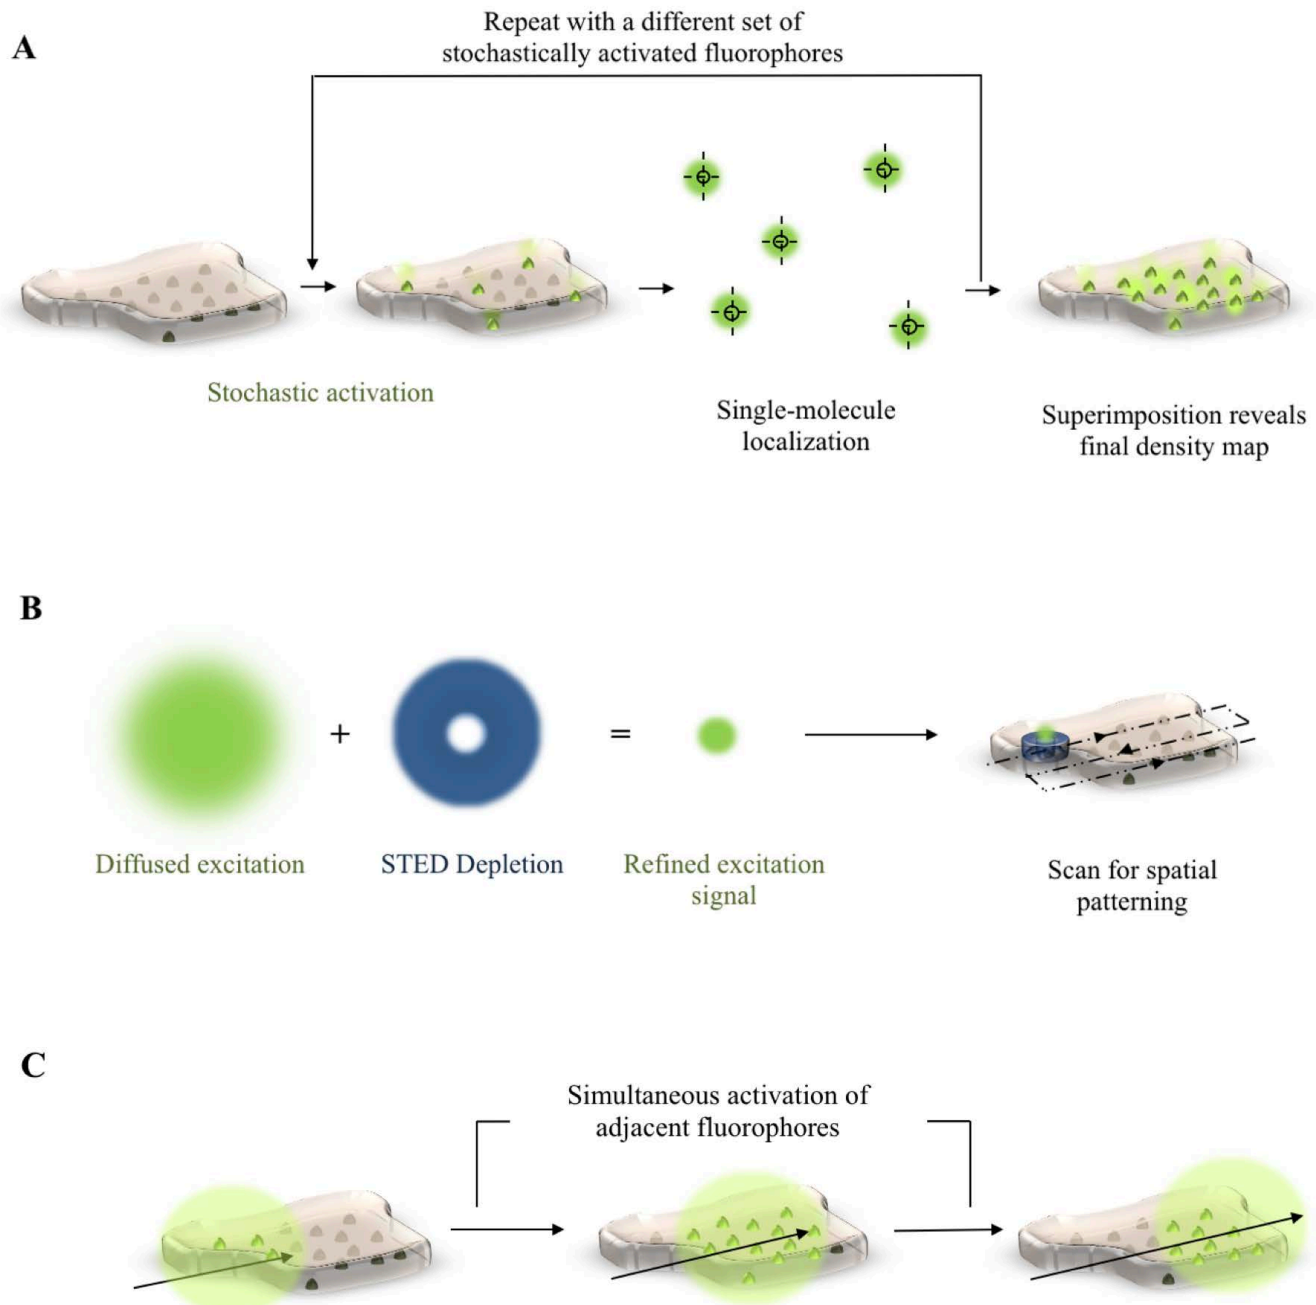 A
Repeat with a different set of
stochastically activated fluorophores
Stochastic activation
Single-molecule
localization
Superimposition reveals
final density map
B
+
=
Diffused excitation
STED Depletion
Refined excitation
signal
Scan for spatial
patterning
C
Simultaneous activation of
adjacent fluorophores